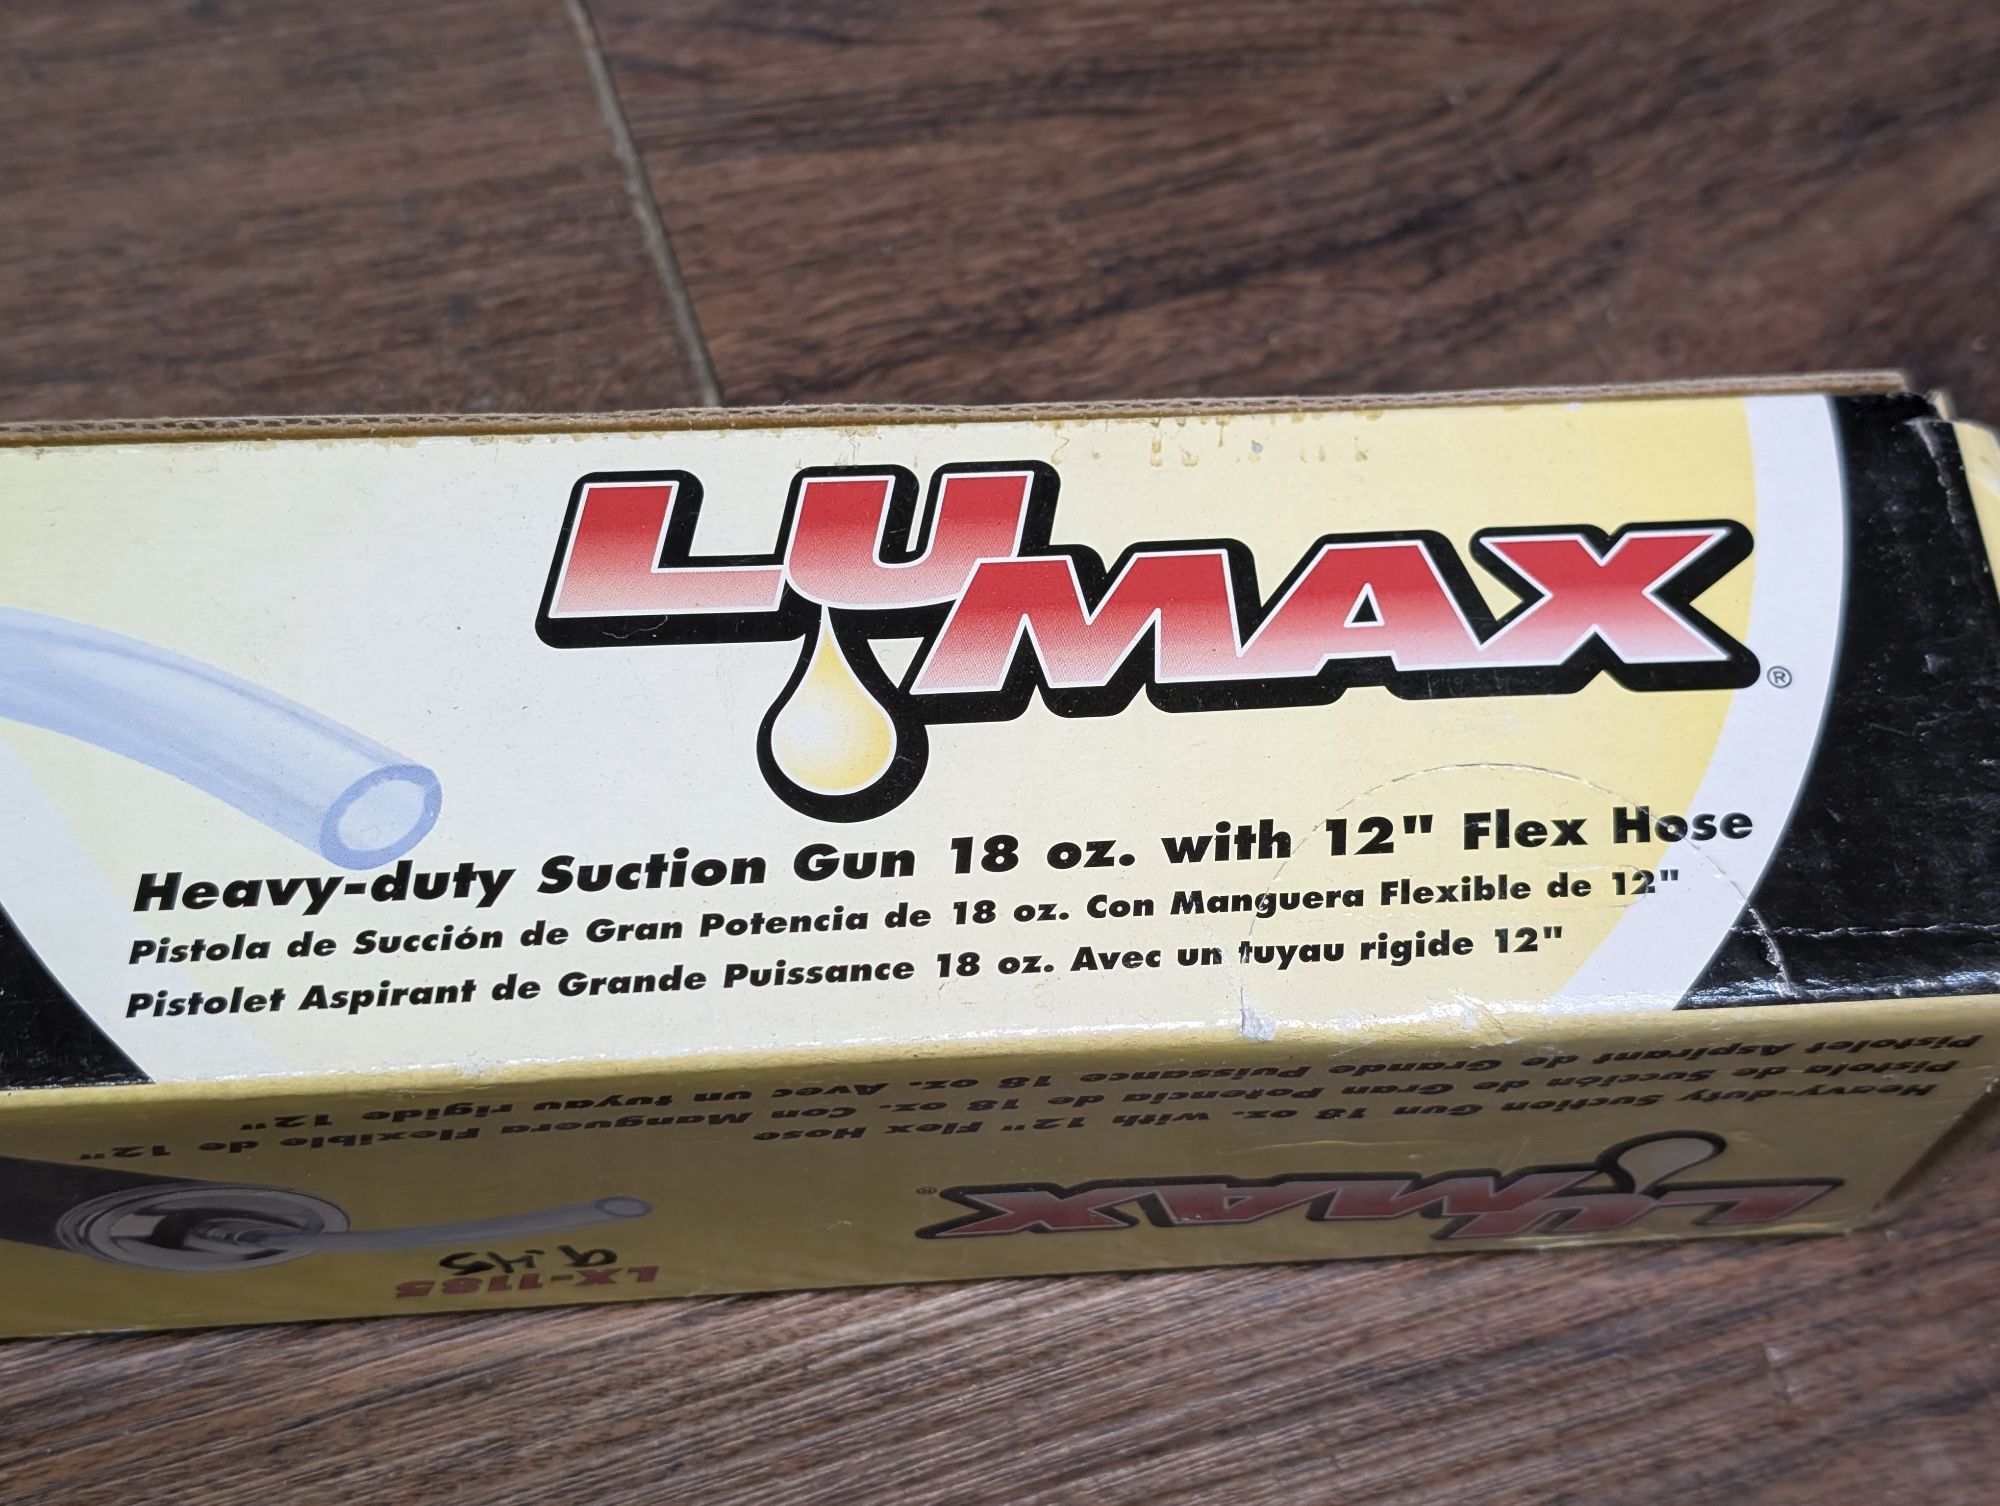 LUMAX®
Heavy-duty Suction Gun 18 oz. with 12" Flex Hose
Pistola de Succión de Gran Potencia de 18 oz. Con Manguera Flexible de 12"
Pistolet Aspirant de Grande Puissance 18 oz. Avec un tuyau rigide 12"
LUMAX®
Heavy-duty Suction Gun 18 oz. with 12" Flex Hose
Pistola de Succión de Gran Potencia de 18 oz. Con Manguera Flexible de 12"
Pistolet Aspirant de Grande Puissance 18 oz. Avec un tuyau rigide 12"
LX-1185